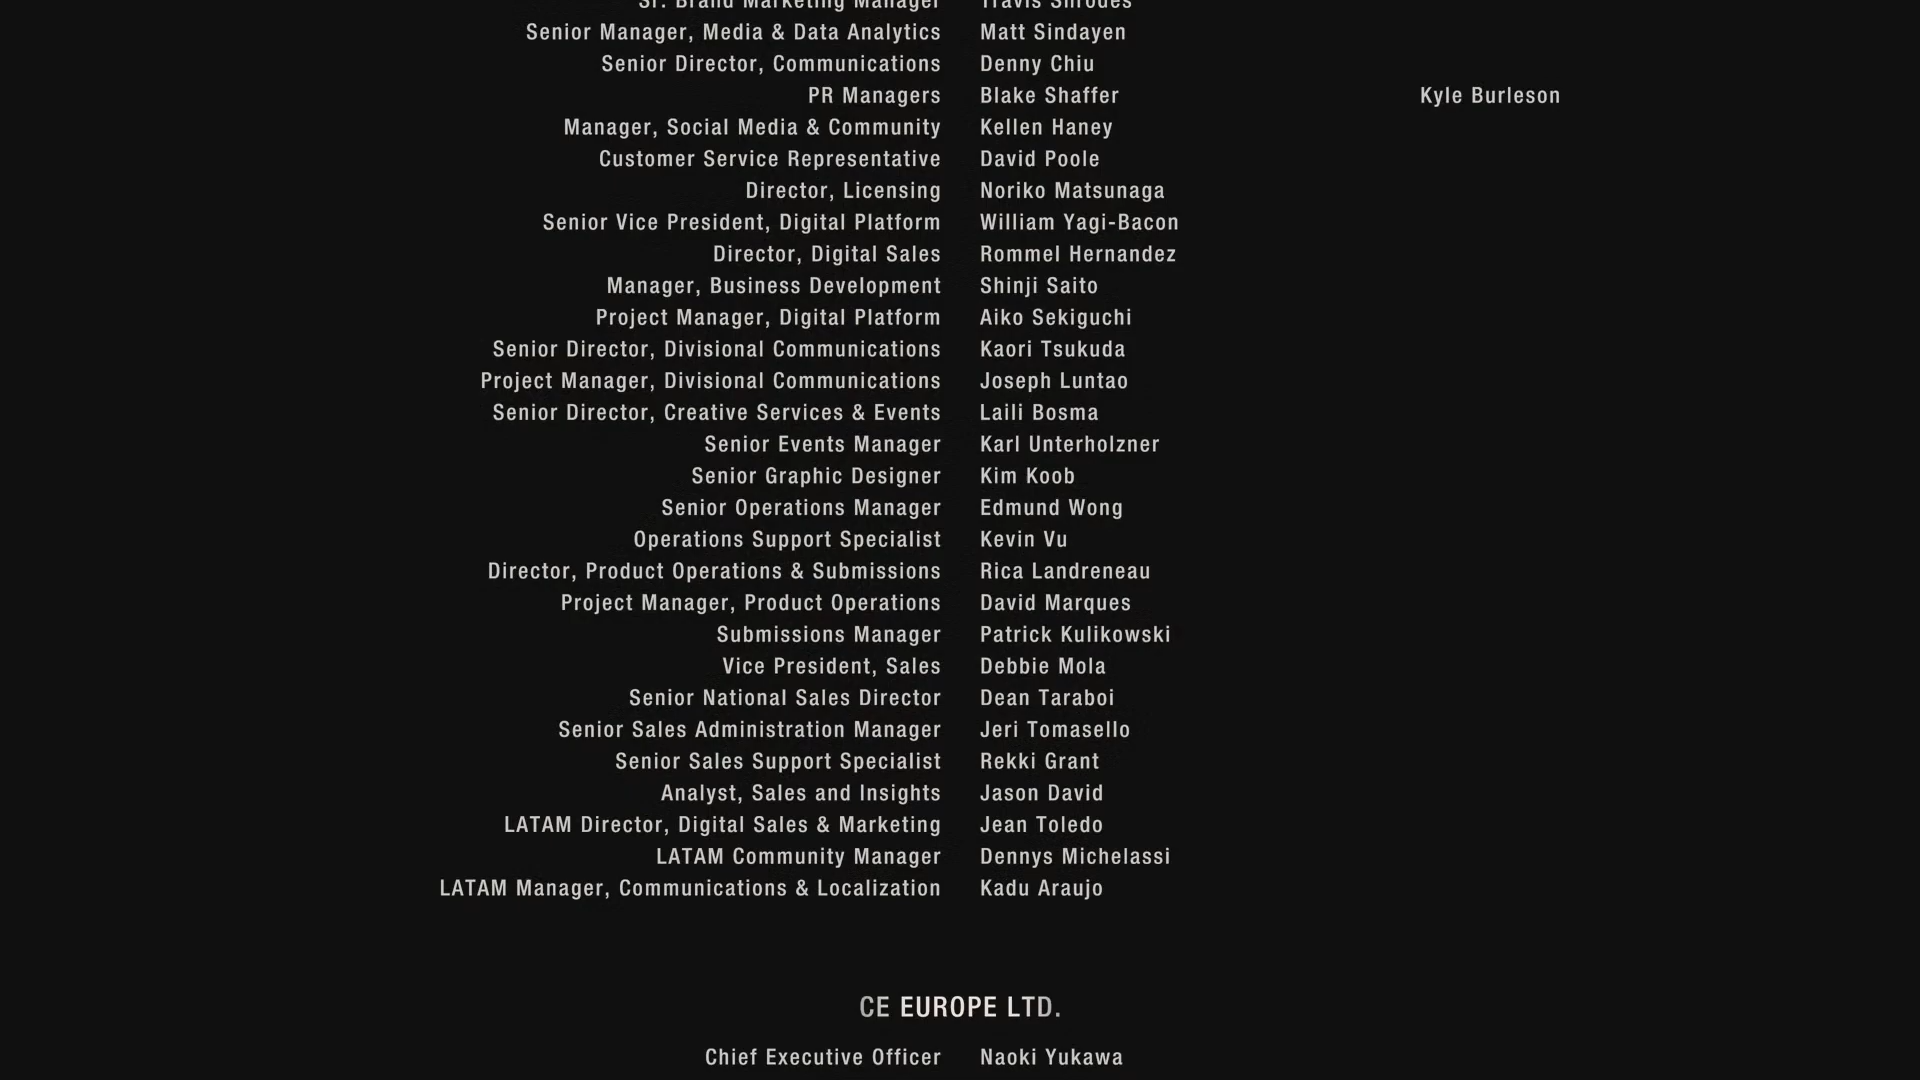 Sr. Brand Marketing Manager Travis Shrodes
Senior Manager, Media & Data Analytics Matt Sindayen
Senior Director, Communications Denny Chiu
PR Managers Blake Shaffer Kyle Burleson
Manager, Social Media & Community Kellen Haney
Customer Service Representative David Poole
Director, Licensing Noriko Matsunaga
Senior Vice President, Digital Platform William Yagi-Bacon
Director, Digital Sales Rommel Hernandez
Manager, Business Development Shinji Saito
Project Manager, Digital Platform Aiko Sekiguchi
Senior Director, Divisional Communications Kaori Tsukuda
Project Manager, Divisional Communications Joseph Luntao
Senior Director, Creative Services & Events Laili Bosma
Senior Events Manager Karl Unterholzner
Senior Graphic Designer Kim Koob
Senior Operations Manager Edmund Wong
Operations Support Specialist Kevin Vu
Director, Product Operations & Submissions Rica Landreneau
Project Manager, Product Operations David Marques
Submissions Manager Patrick Kulikowski
Vice President, Sales Debbie Mola
Senior National Sales Director Dean Taraboi
Senior Sales Administration Manager Jeri Tomasello
Senior Sales Support Specialist Rekki Grant
Analyst, Sales and Insights Jason David
LATAM Director, Digital Sales & Marketing Jean Toledo
LATAM Community Manager Dennys Michelassi
LATAM Manager, Communications & Localization Kadu Araujo
CE EUROPE LTD.
Chief Executive Officer Naoki Yukawa